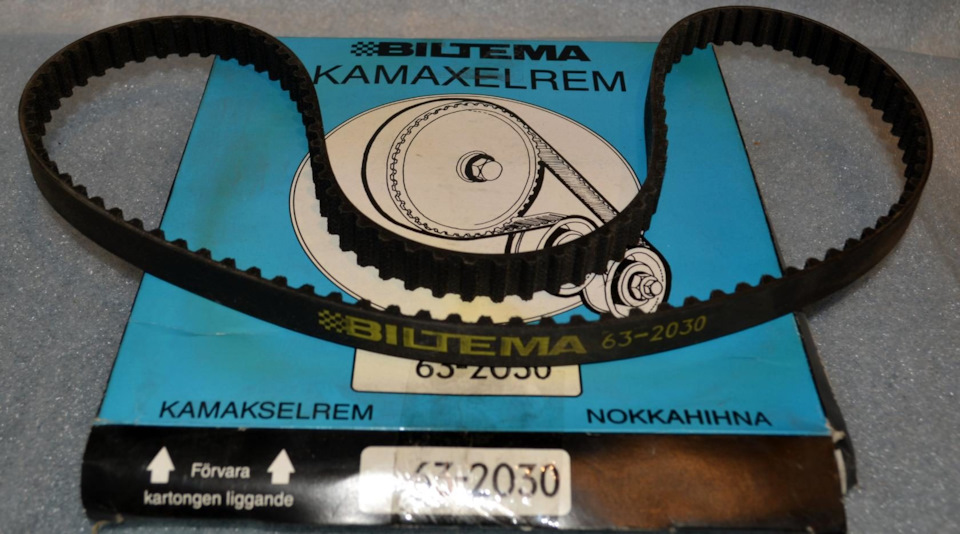 BILTEMA
KAMAXELREM
BILTEMA 63-2030
63-2030
KAMAKSELREM
NOKKAHIHNA
Förvara
kartongen liggande
63-2030